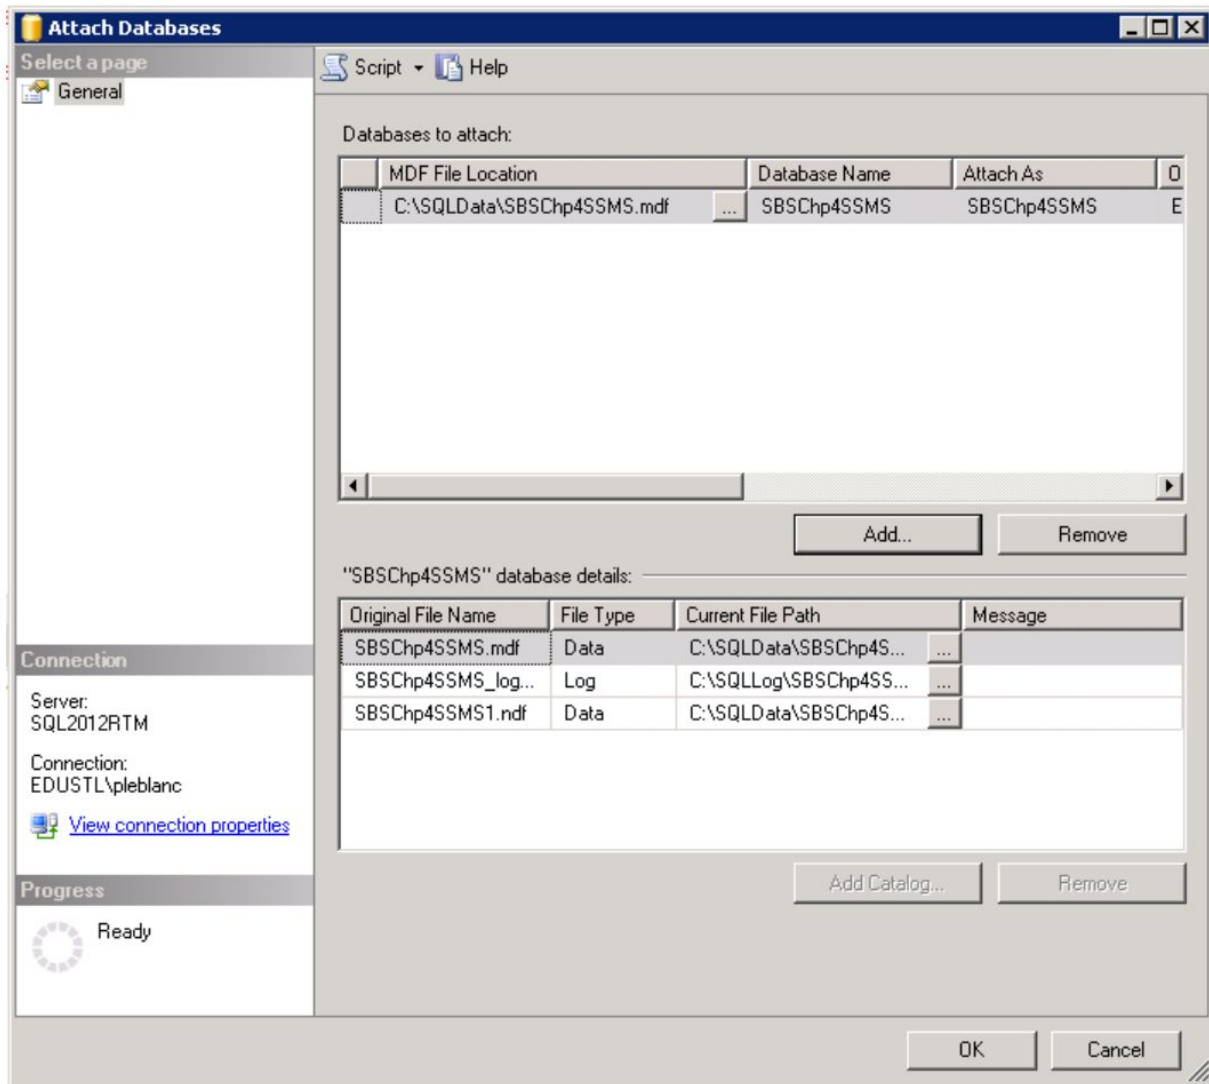 Attach Databases
Select a page
General
Script
Help
Databases to attach:
MDF File Location Database Name Attach As O
C:\SQLData\SBSChp4SSMS.mdf ... SBSChp4SSMS SBSChp4SSMS E
Add... Remove
"SBSChp4SSMS" database details:
Original File Name File Type Current File Path Message
SBSChp4SSMS.mdf Data C:\SQLData\SBSChp4S... ...
SBSChp4SSMS_log... Log C:\SQLLog\SBSChp4SS... ...
SBSChp4SSMS1.ndf Data C:\SQLData\SBSChp4S... ...
Add Catalog... Remove
Connection
Server:
SQL2012RTM
Connection:
EDUSTL\pleblanc
View connection properties
Progress
Ready
OK Cancel